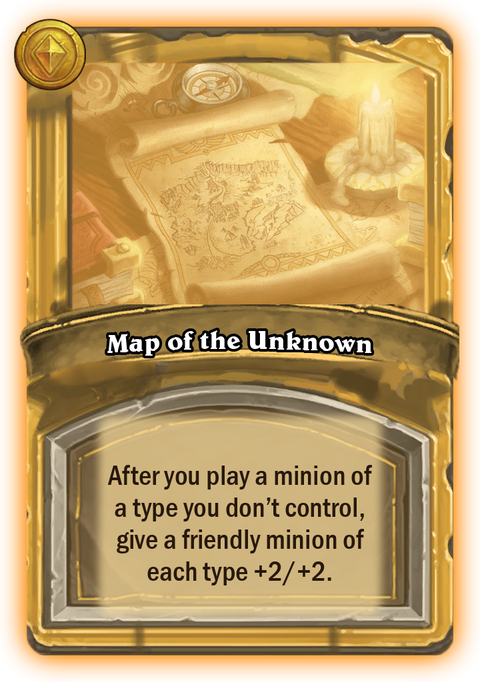 Map of the Unknown
After you play a minion of
a type you don't control,
give a friendly minion of
each type +2/+2.